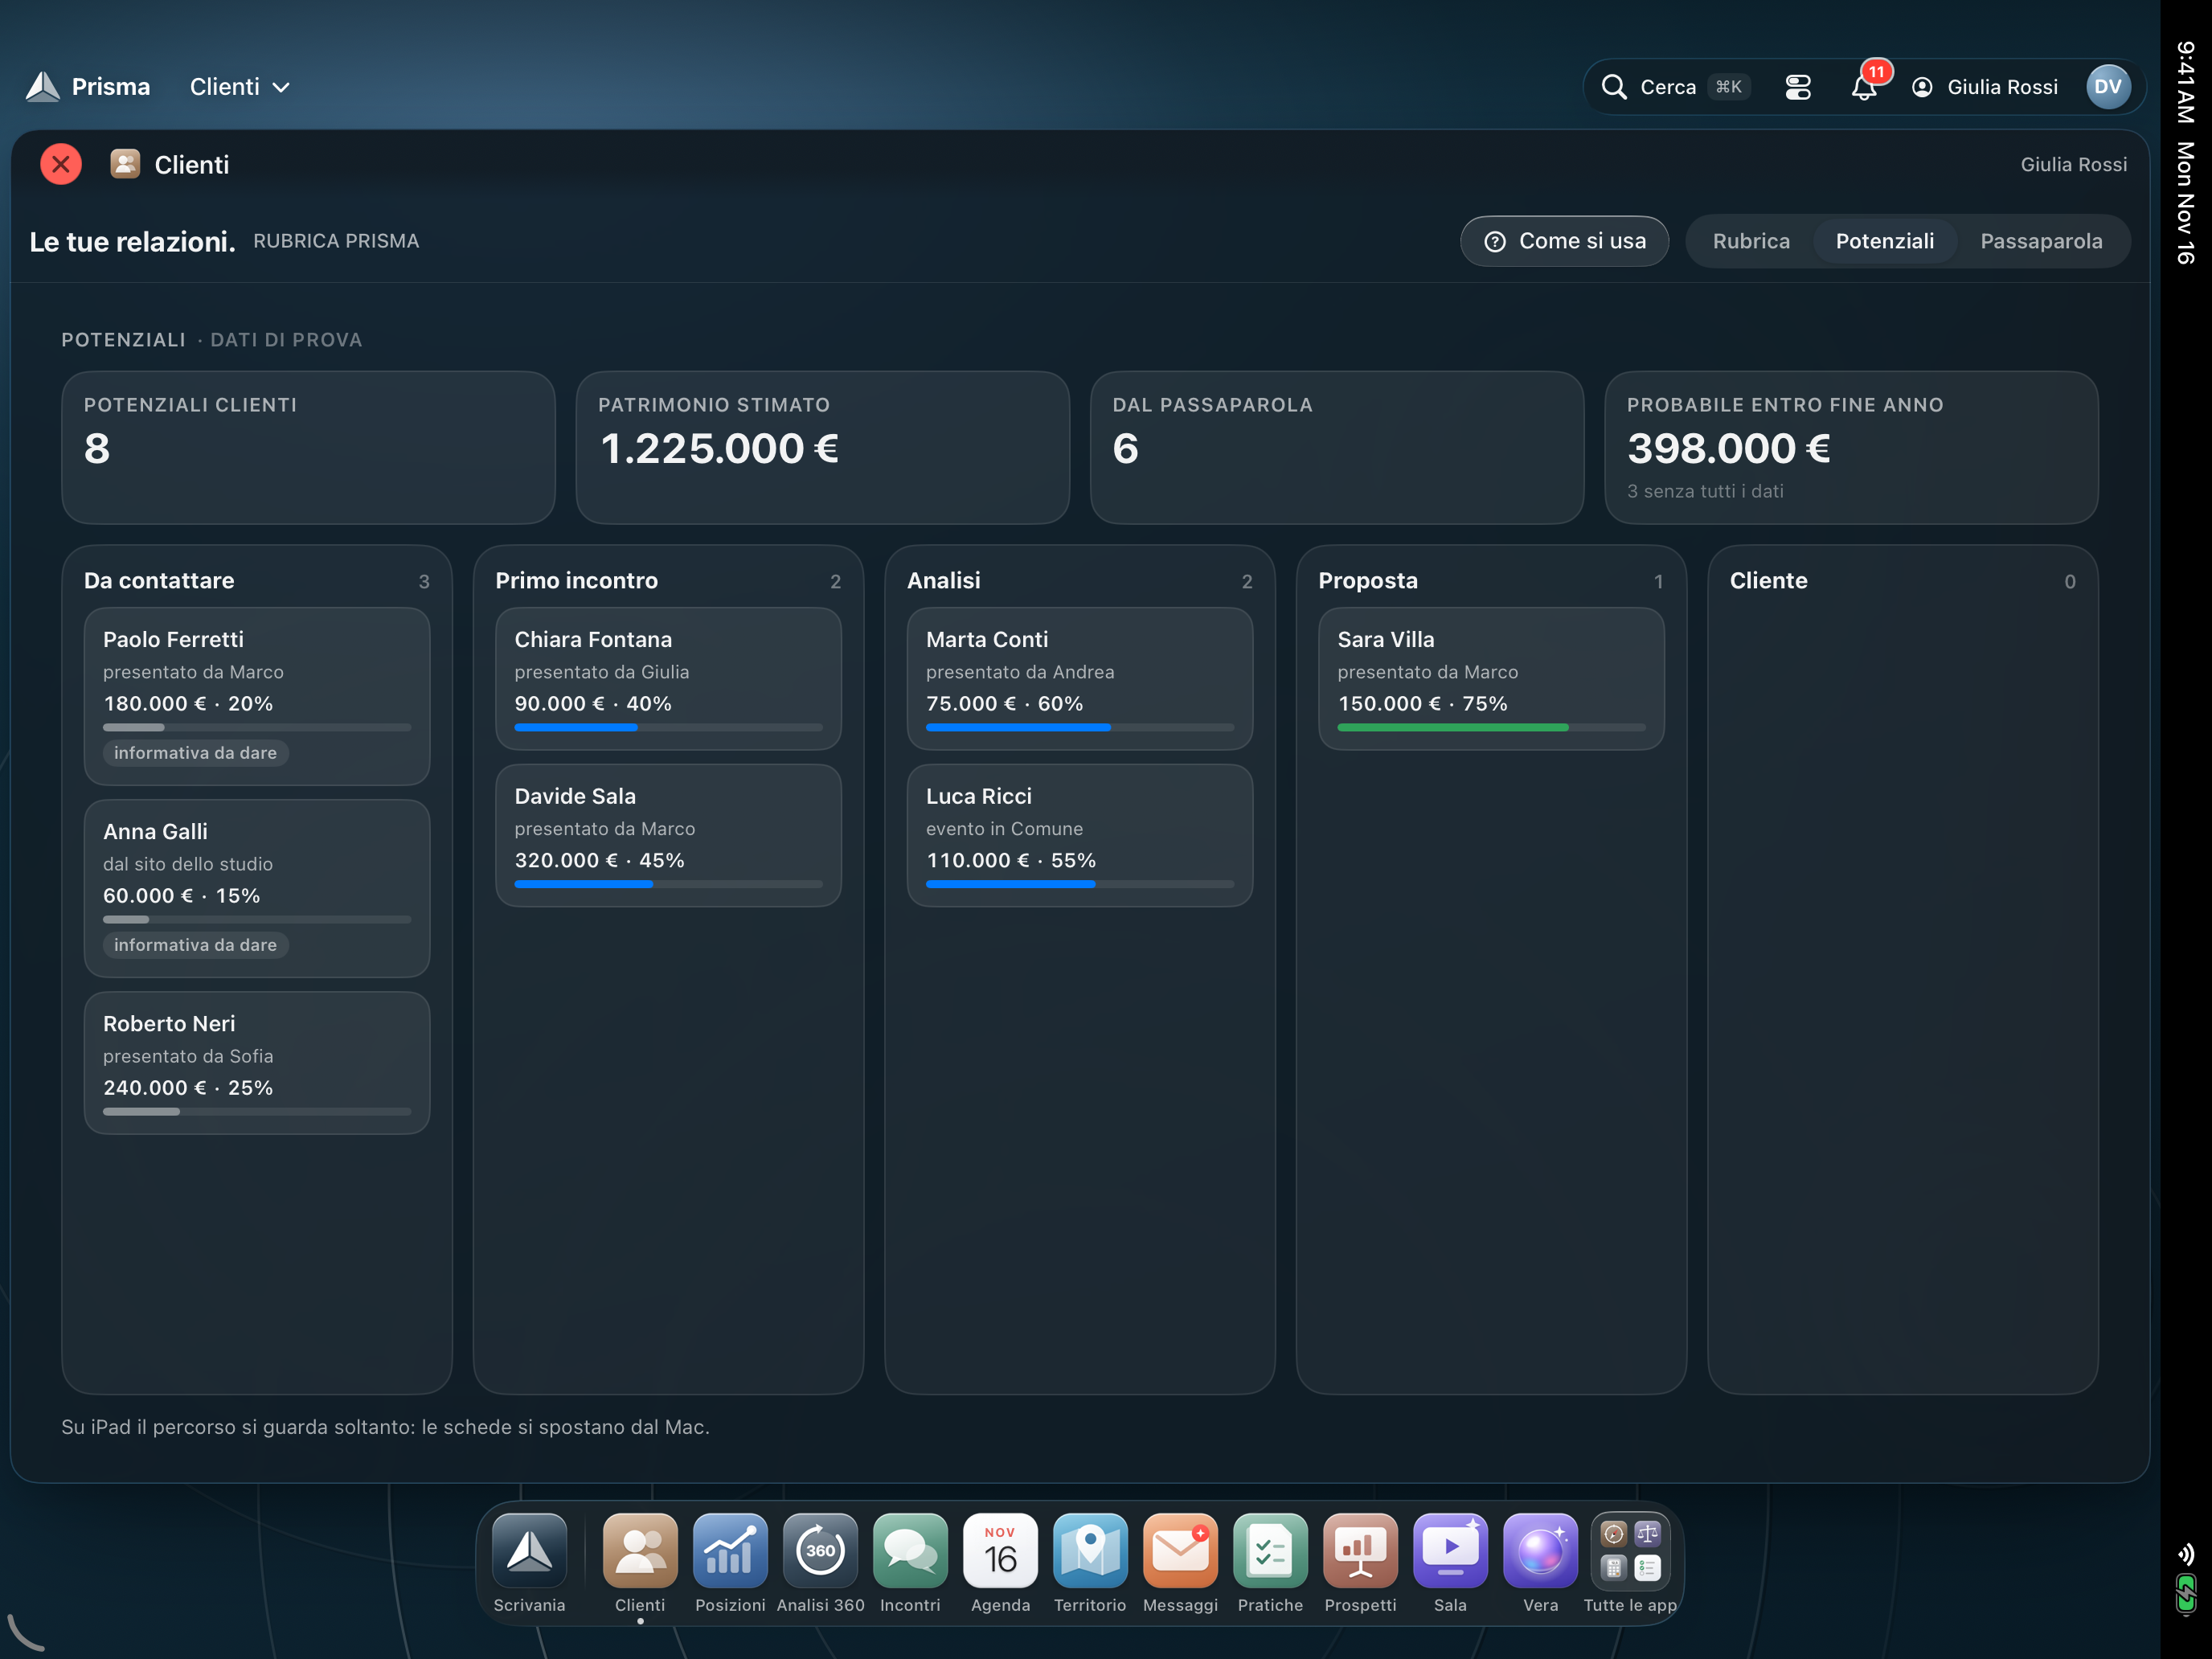 9:41 AM Mon Nov 16
Prisma
Clienti
Cerca ⌘K
11
Giulia Rossi
DV
Clienti
Giulia Rossi
Le tue relazioni. RUBRICA PRISMA
Come si usa
Rubrica
Potenziali
Passaparola
POTENZIALI · DATI DI PROVA
POTENZIALI CLIENTI
8
PATRIMONIO STIMATO
1.225.000 €
DAL PASSAPAROLA
6
PROBABILE ENTRO FINE ANNO
398.000 €
3 senza tutti i dati
Da contattare 3
Paolo Ferretti
presentato da Marco
180.000 € · 20%
informativa da dare
Anna Galli
dal sito dello studio
60.000 € · 15%
informativa da dare
Roberto Neri
presentato da Sofia
240.000 € · 25%
Primo incontro 2
Chiara Fontana
presentato da Giulia
90.000 € · 40%
Davide Sala
presentato da Marco
320.000 € · 45%
Analisi 2
Marta Conti
presentato da Andrea
75.000 € · 60%
Luca Ricci
evento in Comune
110.000 € · 55%
Proposta 1
Sara Villa
presentato da Marco
150.000 € · 75%
Cliente 0
Su iPad il percorso si guarda soltanto: le schede si spostano dal Mac.
Scrivania
Clienti
Posizioni
360
Analisi 360
Incontri
NOV
16
Agenda
Territorio
Messaggi
Pratiche
Prospetti
Sala
Vera
Tutte le app